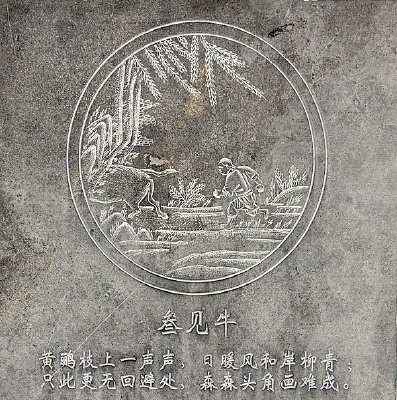 叁见牛
黄鹂枝上一声声，日暖风和岸柳青；
只此更无回避处，森森头角画难成。